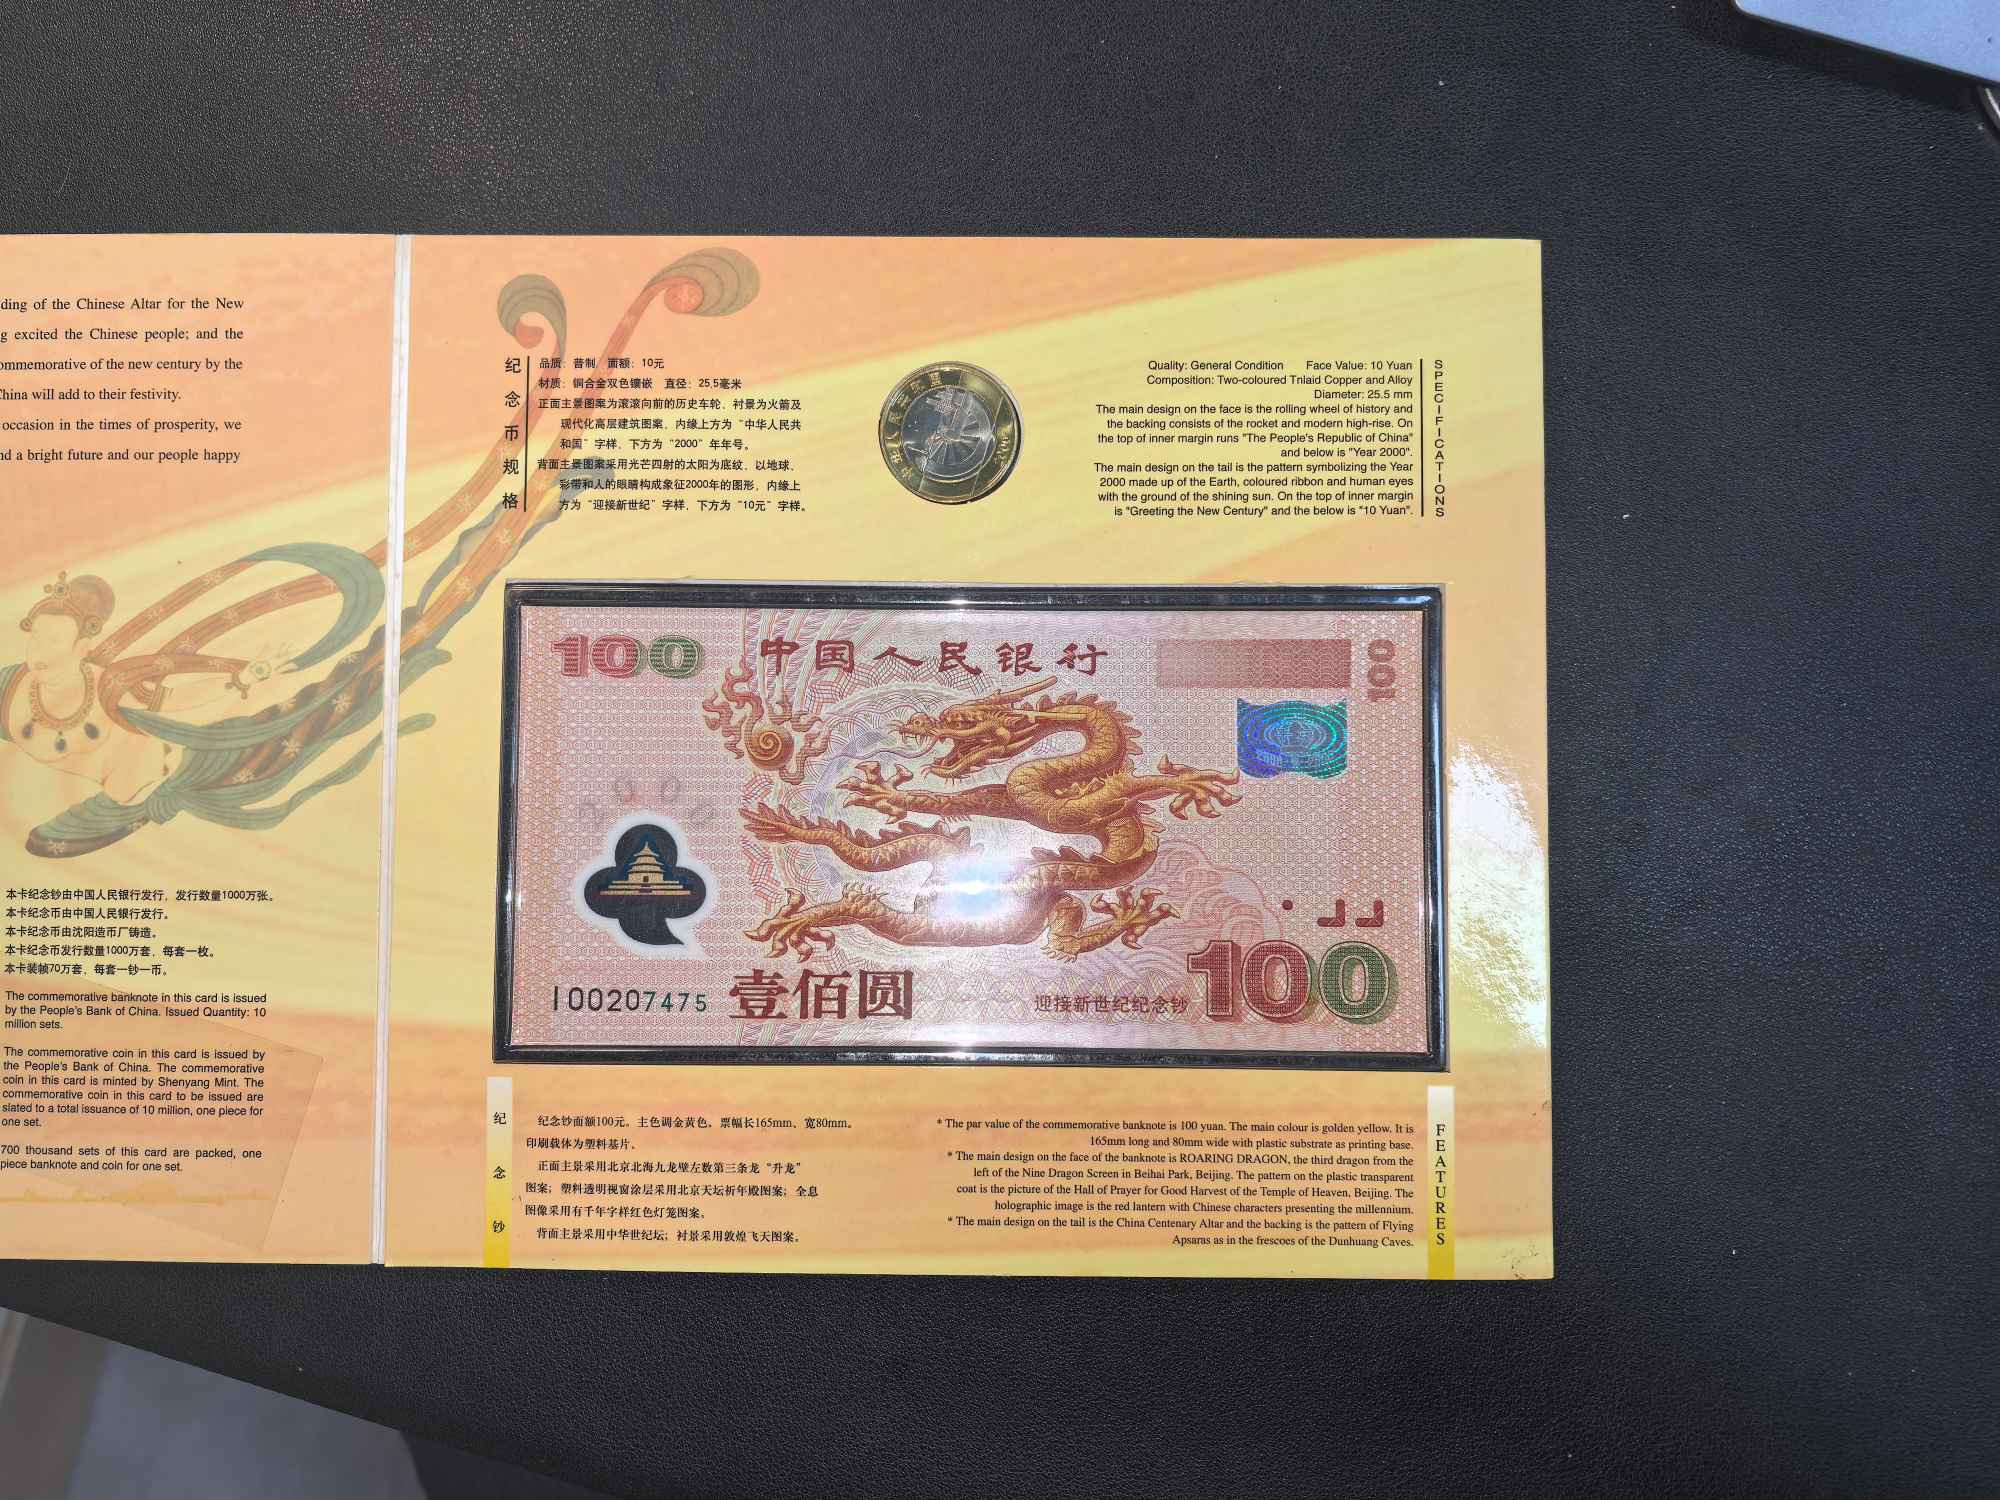 ding of the Chinese Altar for the New
g excited the Chinese people; and the
ommemorative of the new century by the
China will add to their festivity.
occasion in the times of prosperity, we
nd a bright future and our people happy
本卡纪念钞由中国人民银行发行，发行数量1000万张。
本卡纪念币由中国人民银行发行。
本卡纪念币由沈阳造币厂铸造。
本卡纪念币发行数量1000万套，每套一枚。
本卡装帧70万套，每套一钞一币。
The commemorative banknote in this card is issued
by the People's Bank of China. Issued Quantity: 10
million sets.
The commemorative coin in this card is issued by
the People's Bank of China. The commemorative
coin in this card is minted by Shenyang Mint. The
commemorative coin in this card to be issued are
slated to a total issuance of 10 million, one piece for
one set.
700 thousand sets of this card are packed, one
piece banknote and coin for one set.
纪念币规格
品质：普制 面额：10元
材质：铜合金双色镶嵌 直径：25.5毫米
正面主景图案为滚滚向前的历史车轮，衬景为火箭及
现代化高层建筑图案，内缘上方为“中华人民共
和国”字样，下方为“2000”年年号。
背面主景图案采用光芒四射的太阳为底纹，以地球、
彩带和人的眼睛构成象征2000年的图形，内缘上
方为“迎接新世纪”字样，下方为“10元”字样。
中华人民共和国
2000
Quality: General Condition Face Value: 10 Yuan
Composition: Two-coloured Tnlaid Copper and Alloy
Diameter: 25.5 mm
The main design on the face is the rolling wheel of history and
the backing consists of the rocket and modern high-rise. On
the top of inner margin runs "The People's Republic of China"
and below is "Year 2000".
The main design on the tail is the pattern symbolizing the Year
2000 made up of the Earth, coloured ribbon and human eyes
with the ground of the shining sun. On the top of inner margin
is "Greeting the New Century" and the below is "10 Yuan".
SPECIFICATIONS
100 中国人民银行
100
2000
I00207475
壹佰圆
迎接新世纪纪念钞
100
纪念钞
纪念钞面额100元。主色调金黄色。票幅长165mm、宽80mm。
印刷载体为塑料基片。
正面主景采用北京北海九龙壁左数第三条龙“升龙”
图案；塑料透明视窗涂层采用北京天坛祈年殿图案；全息
图像采用有千年字样红色灯笼图案。
背面主景采用中华世纪坛；衬景采用敦煌飞天图案。
* The par value of the commemorative banknote is 100 yuan. The main colour is golden yellow. It is
165mm long and 80mm wide with plastic substrate as printing base.
* The main design on the face of the banknote is ROARING DRAGON, the third dragon from the
left of the Nine Dragon Screen in Beihai Park, Beijing. The pattern on the plastic transparent
coat is the picture of the Hall of Prayer for Good Harvest of the Temple of Heaven, Beijing. The
holographic image is the red lantern with Chinese characters presenting the millennium.
* The main design on the tail is the China Centenary Altar and the backing is the pattern of Flying
Apsarus as in the frescoes of the Dunhuang Caves.
FEATURES